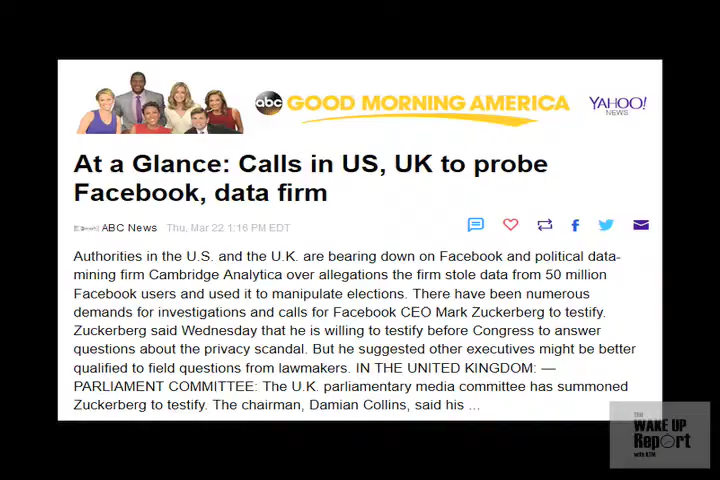 abc GOOD MORNING AMERICA
YAHOO!
NEWS
At a Glance: Calls in US, UK to probe
Facebook, data firm
ABC News Thu, Mar 22 1:16 PM EDT
Authorities in the U.S. and the U.K. are bearing down on Facebook and political data-
mining firm Cambridge Analytica over allegations the firm stole data from 50 million
Facebook users and used it to manipulate elections. There have been numerous
demands for investigations and calls for Facebook CEO Mark Zuckerberg to testify.
Zuckerberg said Wednesday that he is willing to testify before Congress to answer
questions about the privacy scandal. But he suggested other executives might be better
qualified to field questions from lawmakers. IN THE UNITED KINGDOM: —
PARLIAMENT COMMITTEE: The U.K. parliamentary media committee has summoned
Zuckerberg to testify. The chairman, Damian Collins, said his ...
The
WAKE UP
Report
with KTM